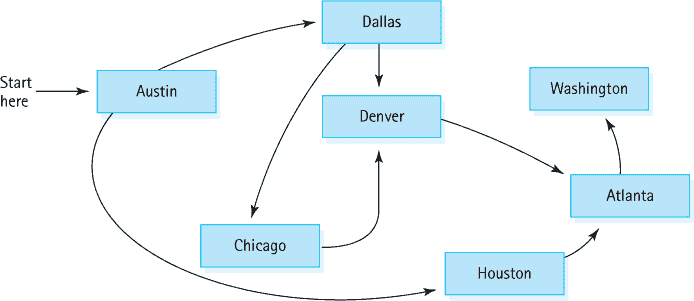 Dallas
Start
here
Austin
Washington
Denver
Atlanta
Chicago
Houston